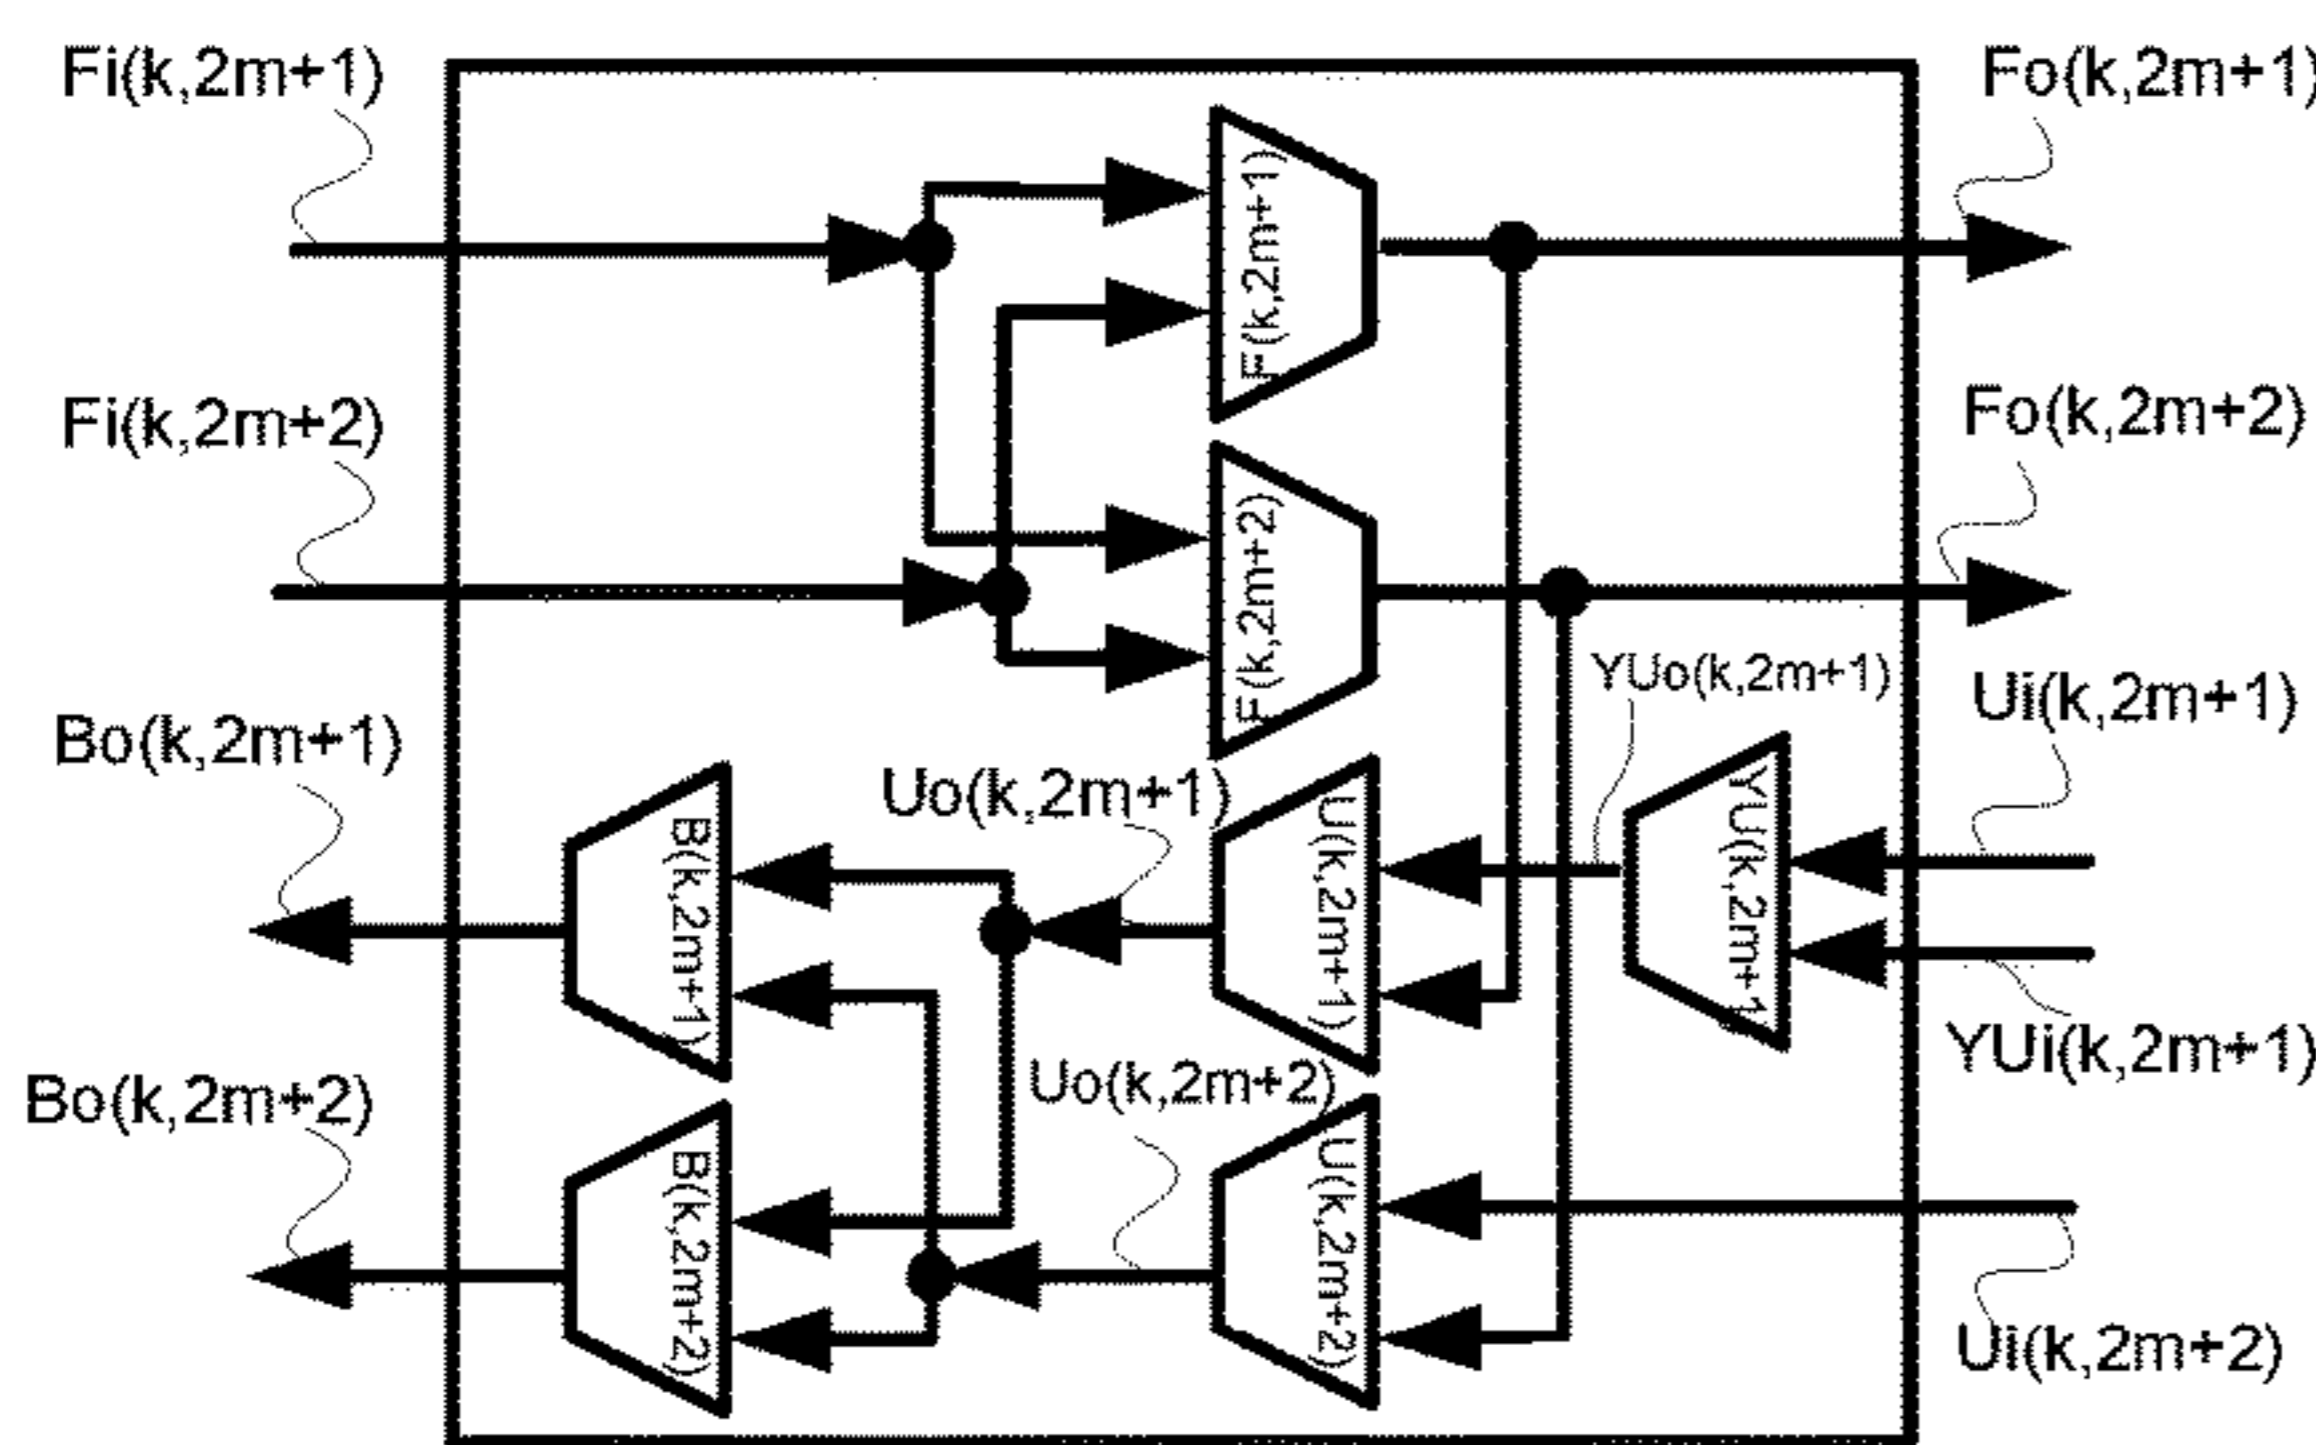 Fi(k,2m+1)
Fo(k,2m+1)
F(k,2m+1)
Fi(k,2m+2)
Fo(k,2m+2)
F(k,2m+2)
YUo(k,2m+1)
Ui(k,2m+1)
Bo(k,2m+1)
Uo(k,2m+1)
B(k,2m+1)
U(k,2m+1)
YU(k,2m+1)
YUi(k,2m+1)
Bo(k,2m+2)
Uo(k,2m+2)
B(k,2m+2)
U(k,2m+2)
Ui(k,2m+2)